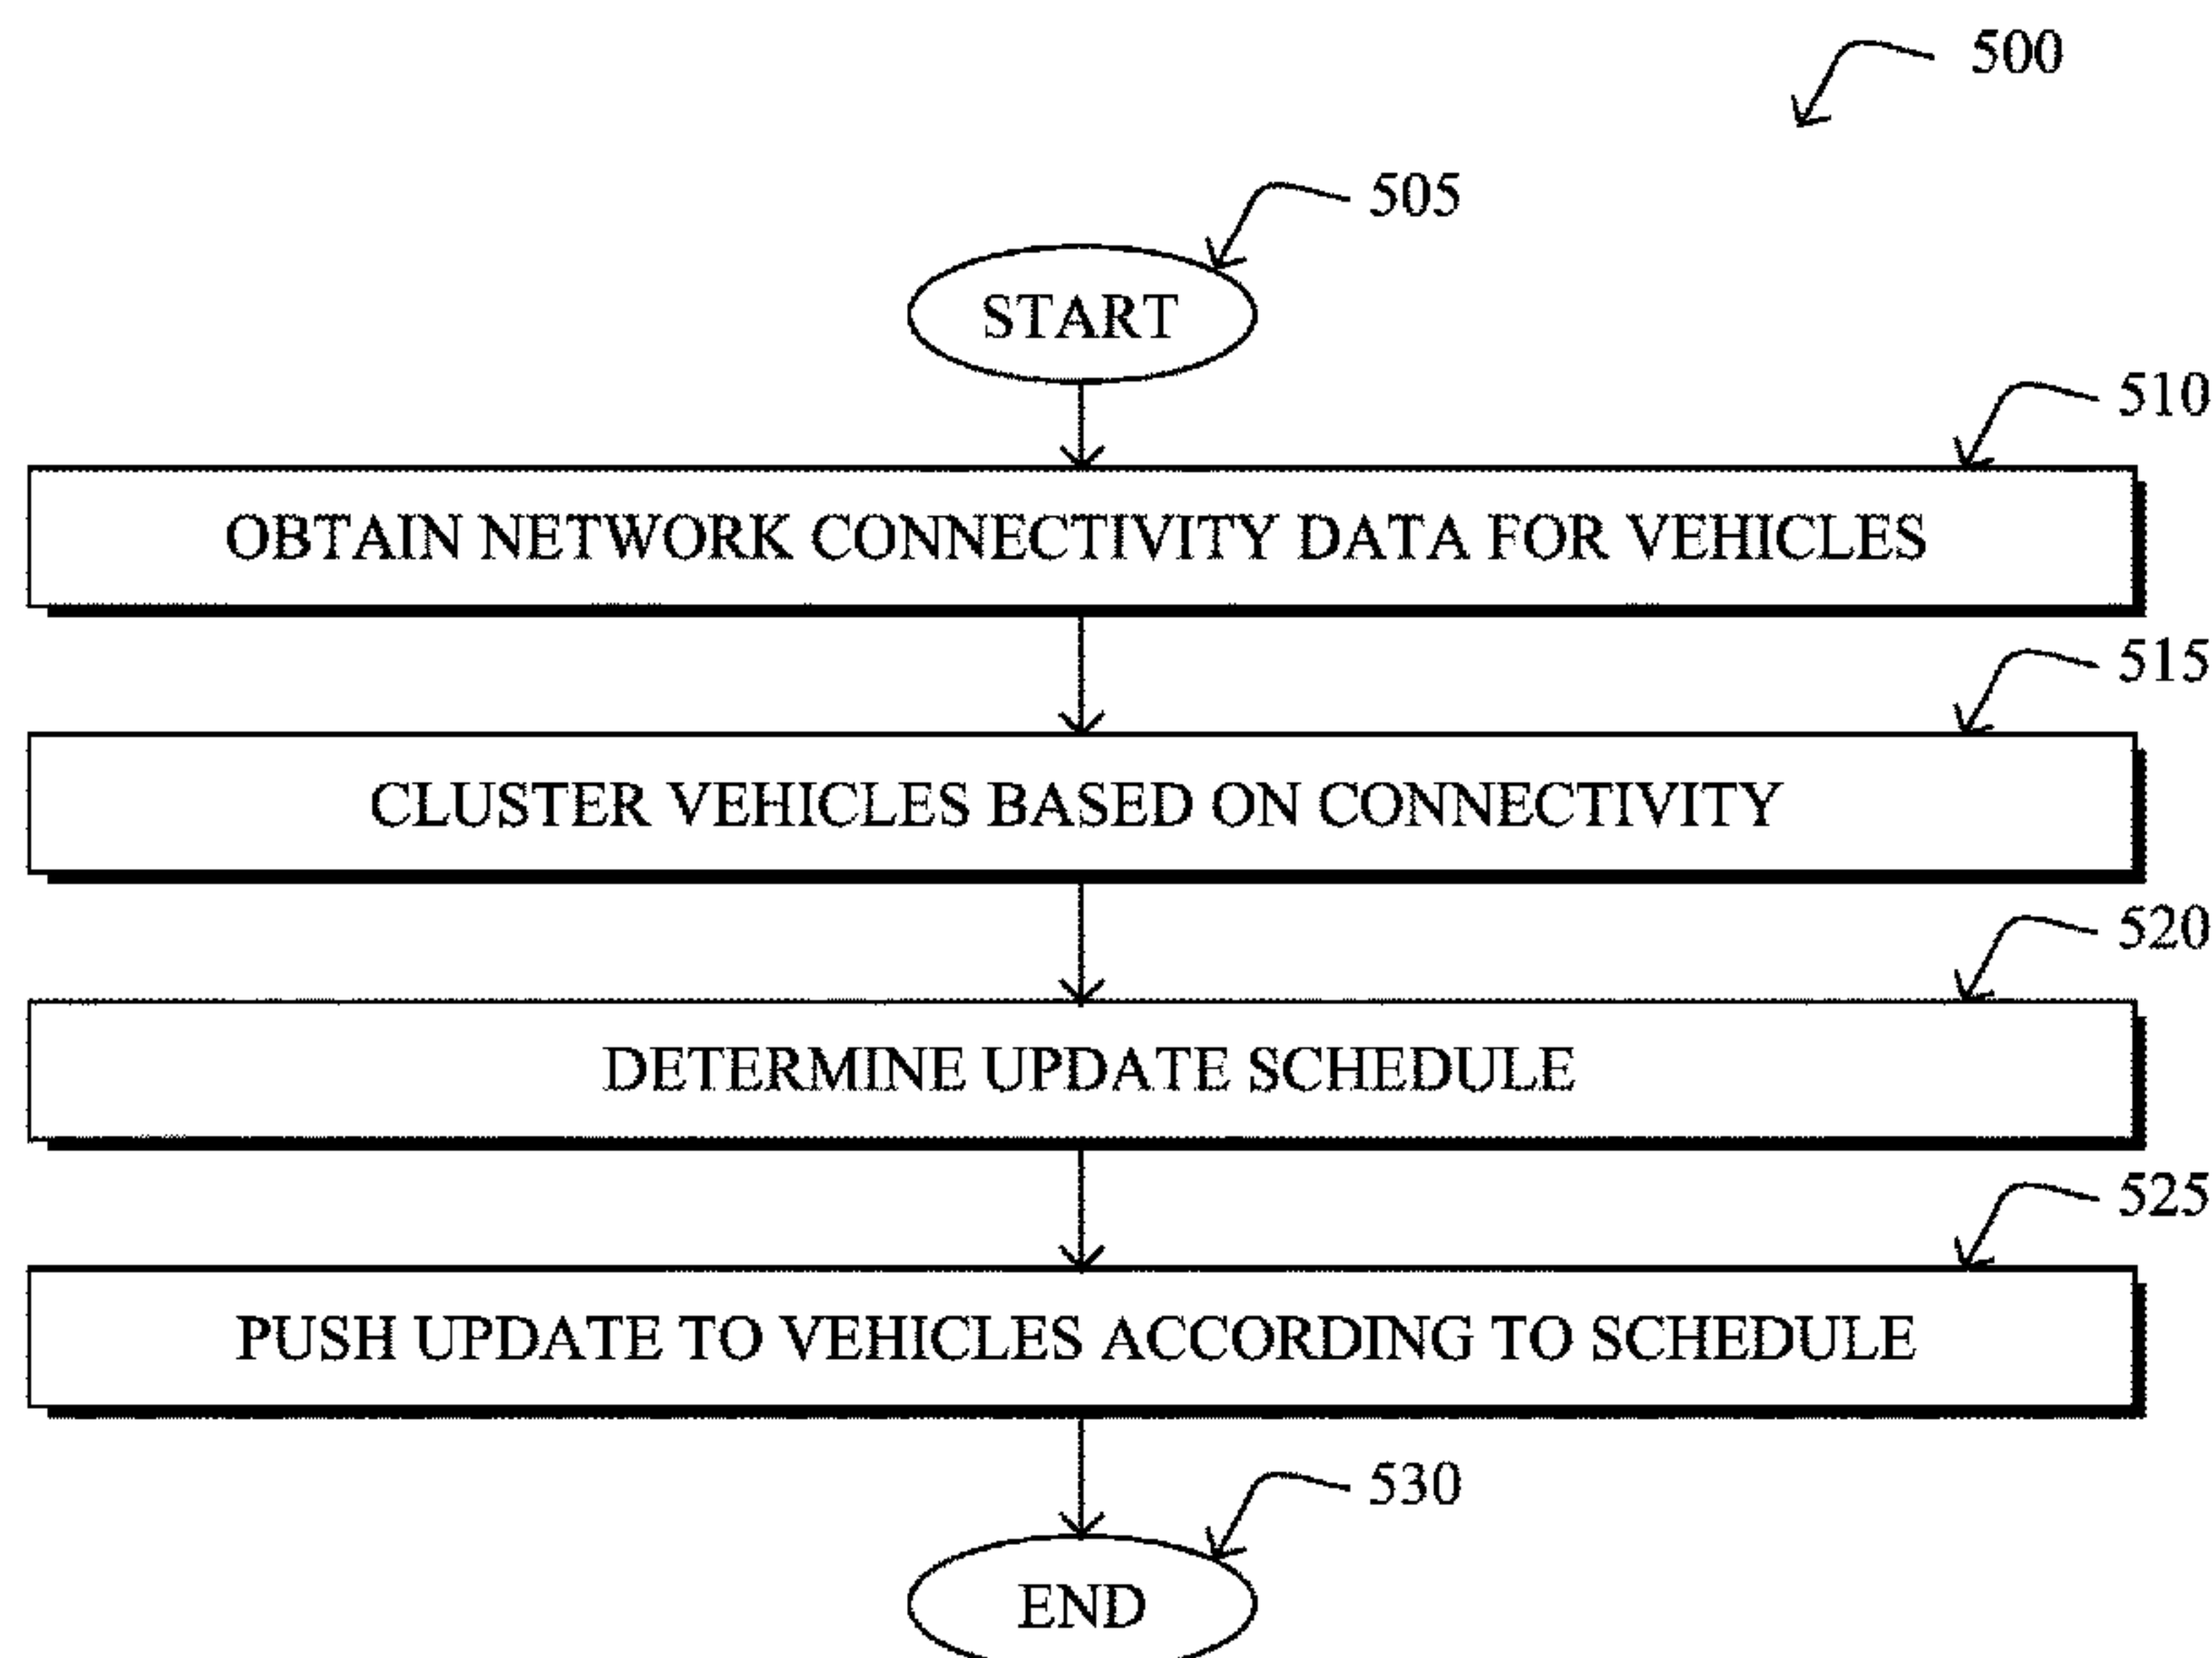 500
505
START
510
OBTAIN NETWORK CONNECTIVITY DATA FOR VEHICLES
515
CLUSTER VEHICLES BASED ON CONNECTIVITY
520
DETERMINE UPDATE SCHEDULE
525
PUSH UPDATE TO VEHICLES ACCORDING TO SCHEDULE
530
END